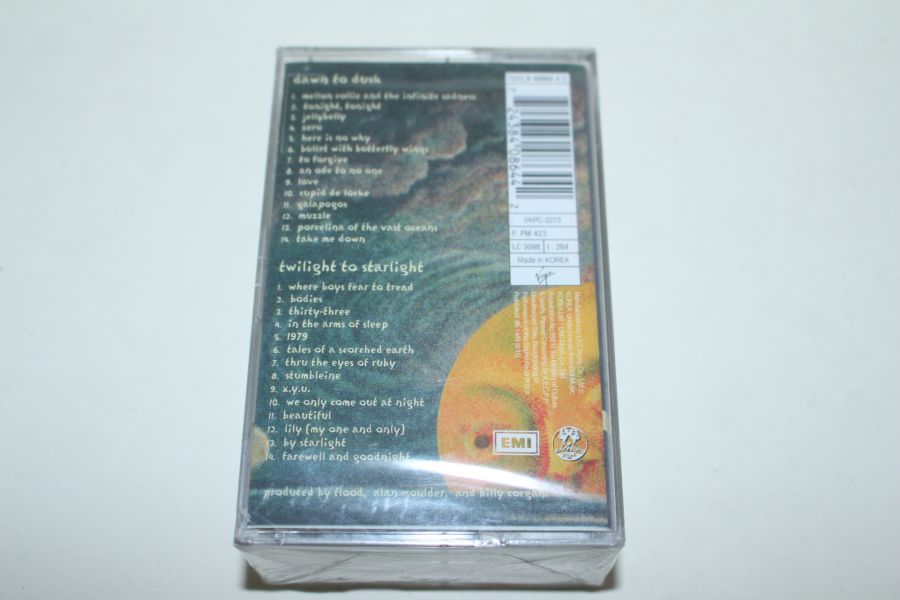 dawn to dusk
1. mellon collie and the infinite sadness
2. tonight, tonight
3. jellybelly
4. zero
5. here is no why
6. bullet with butterfly wings
7. to forgive
8. an ode to no one
9. love
10. cupid de locke
11. galapogos
12. muzzle
13. porcelina of the vast oceans
14. take me down
twilight to starlight
1. where boys fear to tread
2. bodies
3. thirty-three
4. in the arms of sleep
5. 1979
6. tales of a scorched earth
7. thru the eyes of ruby
8. stumbleine
9. x.y.u.
10. we only come out at night
11. beautiful
12. lily (my one and only)
13. by starlight
14. farewell and goodnight
produced by flood, alan moulder, and billy corgan
7 24384 08644 2
VKPC-0273
F: PM 423
LC 3098 I: 284
Made in KOREA
Virgin
EMI